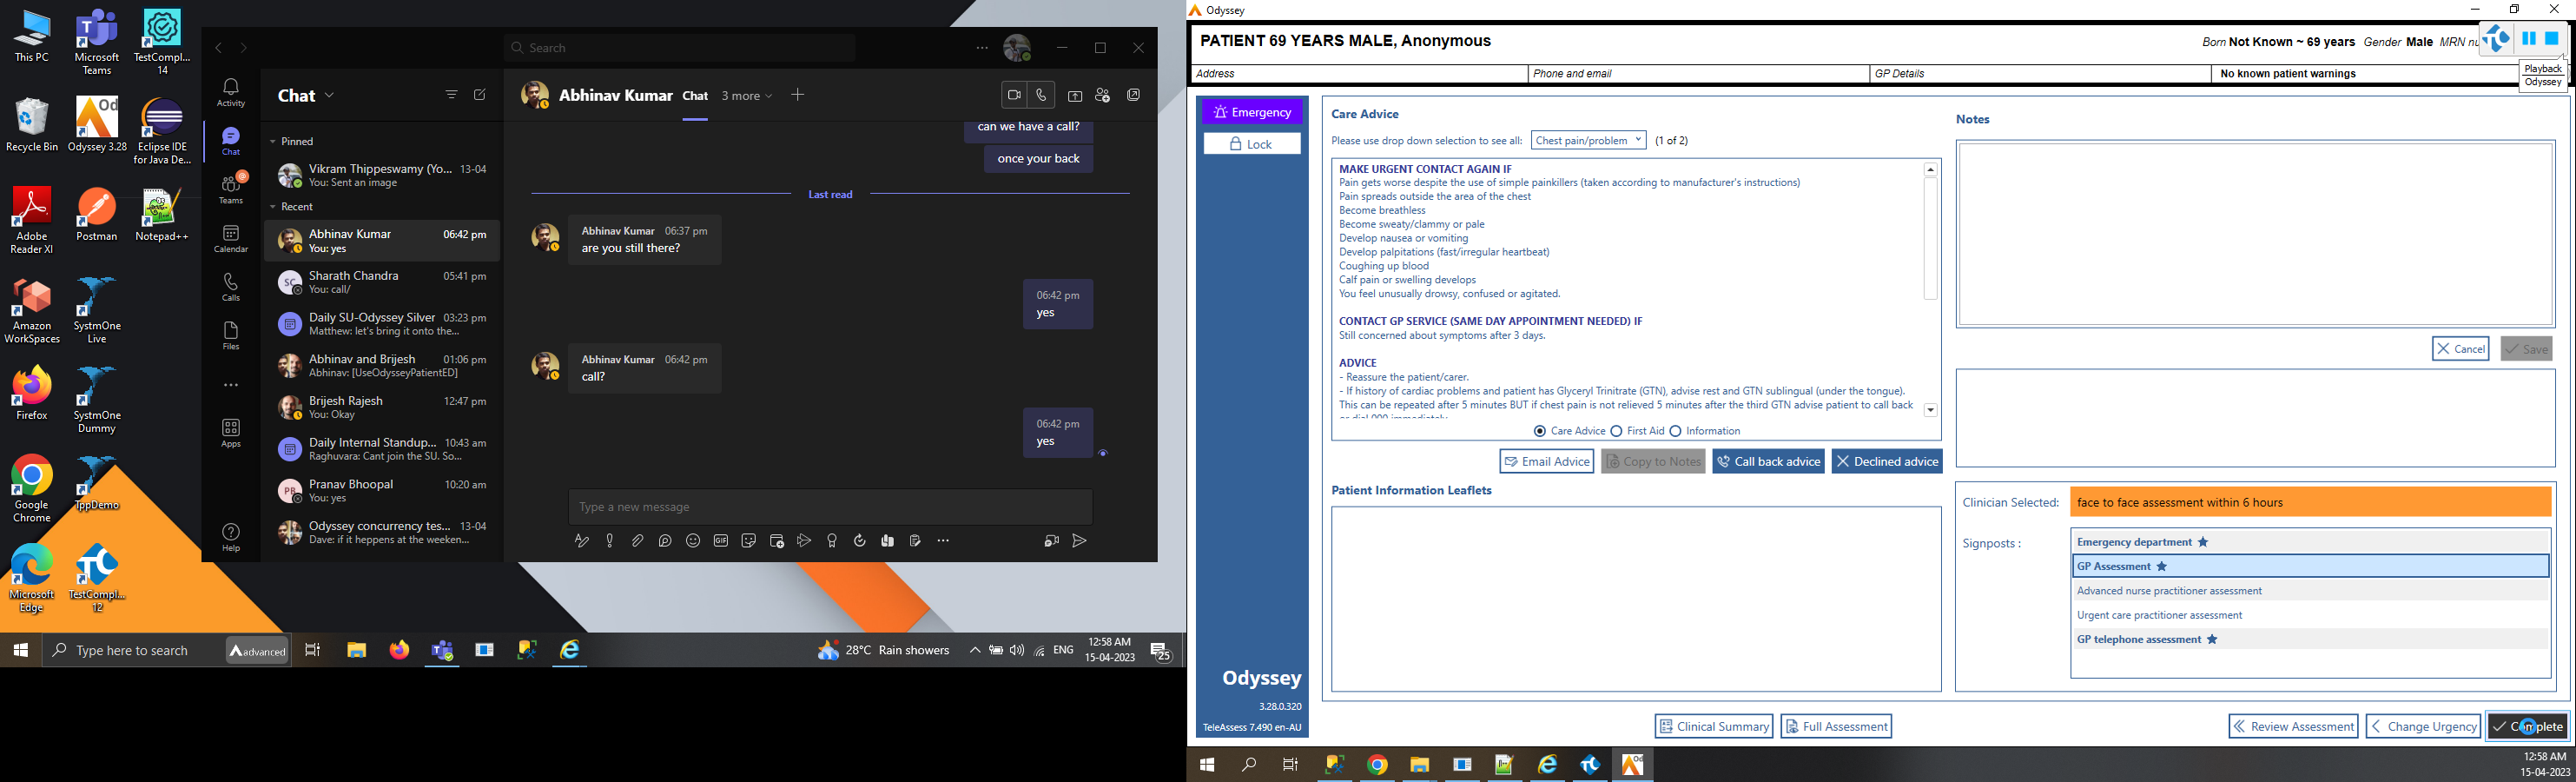 This PC
Microsoft
Teams
TestCompl...
14
Recycle Bin
Odyssey 3.28
Eclipse IDE
for Java De...
Adobe
Reader XI
Postman
Notepad++
Amazon
WorkSpaces
SystmOne
Live
Firefox
SystmOne
Dummy
Google
Chrome
TppDemo
Microsoft
Edge
TestCompl...
12
Search
Activity
Chat
Teams
Calendar
Calls
Files
Apps
Help
Chat
Pinned
Vikram Thippeswamy (Yo... 13-04
You: Sent an image
Recent
Abhinav Kumar 06:42 pm
You: yes
SC
Sharath Chandra 05:41 pm
You: call/
Daily SU-Odyssey Silver 03:23 pm
Matthew: let's bring it onto the...
Abhinav and Brijesh 01:06 pm
Abhinav: [UseOdysseyPatientED]
Brijesh Rajesh 12:47 pm
You: Okay
Daily Internal Standup... 10:43 am
Raghuvara: Cant join the SU. So...
PB
Pranav Bhoopal 10:20 am
You: yes
Odyssey concurrency tes... 13-04
Dave: if it heppens at the weeken...
Abhinav Kumar Chat 3 more
can we have a call?
once your back
Last read
Abhinav Kumar 06:37 pm
are you still there?
06:42 pm
yes
Abhinav Kumar 06:42 pm
call?
06:42 pm
yes
Type a new message
GIF
Type here to search
advanced
28°C Rain showers
ENG
12:58 AM
15-04-2023
25
Odyssey
PATIENT 69 YEARS MALE, Anonymous
Born Not Known ~ 69 years Gender Male MRN
Address
Phone and email
GP Details
No known patient warnings
Playback
Odyssey
Emergency
Lock
Care Advice
Please use drop down selection to see all: Chest pain/problem (1 of 2)
MAKE URGENT CONTACT AGAIN IF
Pain gets worse despite the use of simple painkillers (taken according to manufacturer's instructions)
Pain spreads outside the area of the chest
Become breathless
Become sweaty/clammy or pale
Develop nausea or vomiting
Develop palpitations (fast/irregular heartbeat)
Coughing up blood
Calf pain or swelling develops
You feel unusually drowsy, confused or agitated.
CONTACT GP SERVICE (SAME DAY APPOINTMENT NEEDED) IF
Still concerned about symptoms after 3 days.
ADVICE
- Reassure the patient/carer.
- If history of cardiac problems and patient has Glyceryl Trinitrate (GTN), advise rest and GTN sublingual (under the tongue).
This can be repeated after 5 minutes BUT if chest pain is not relieved 5 minutes after the third GTN advise patient to call back
or dial 000 immediately
Care Advice First Aid Information
Email Advice Copy to Notes Call back advice Declined advice
Patient Information Leaflets
Notes
Cancel Save
Clinician Selected: face to face assessment within 6 hours
Signposts :
Emergency department
GP Assessment
Advanced nurse practitioner assessment
Urgent care practitioner assessment
GP telephone assessment
Odyssey
3.28.0.320
TeleAssess 7.490 en-AU
Clinical Summary Full Assessment
Review Assessment Change Urgency Complete
12:58 AM
15-04-2023